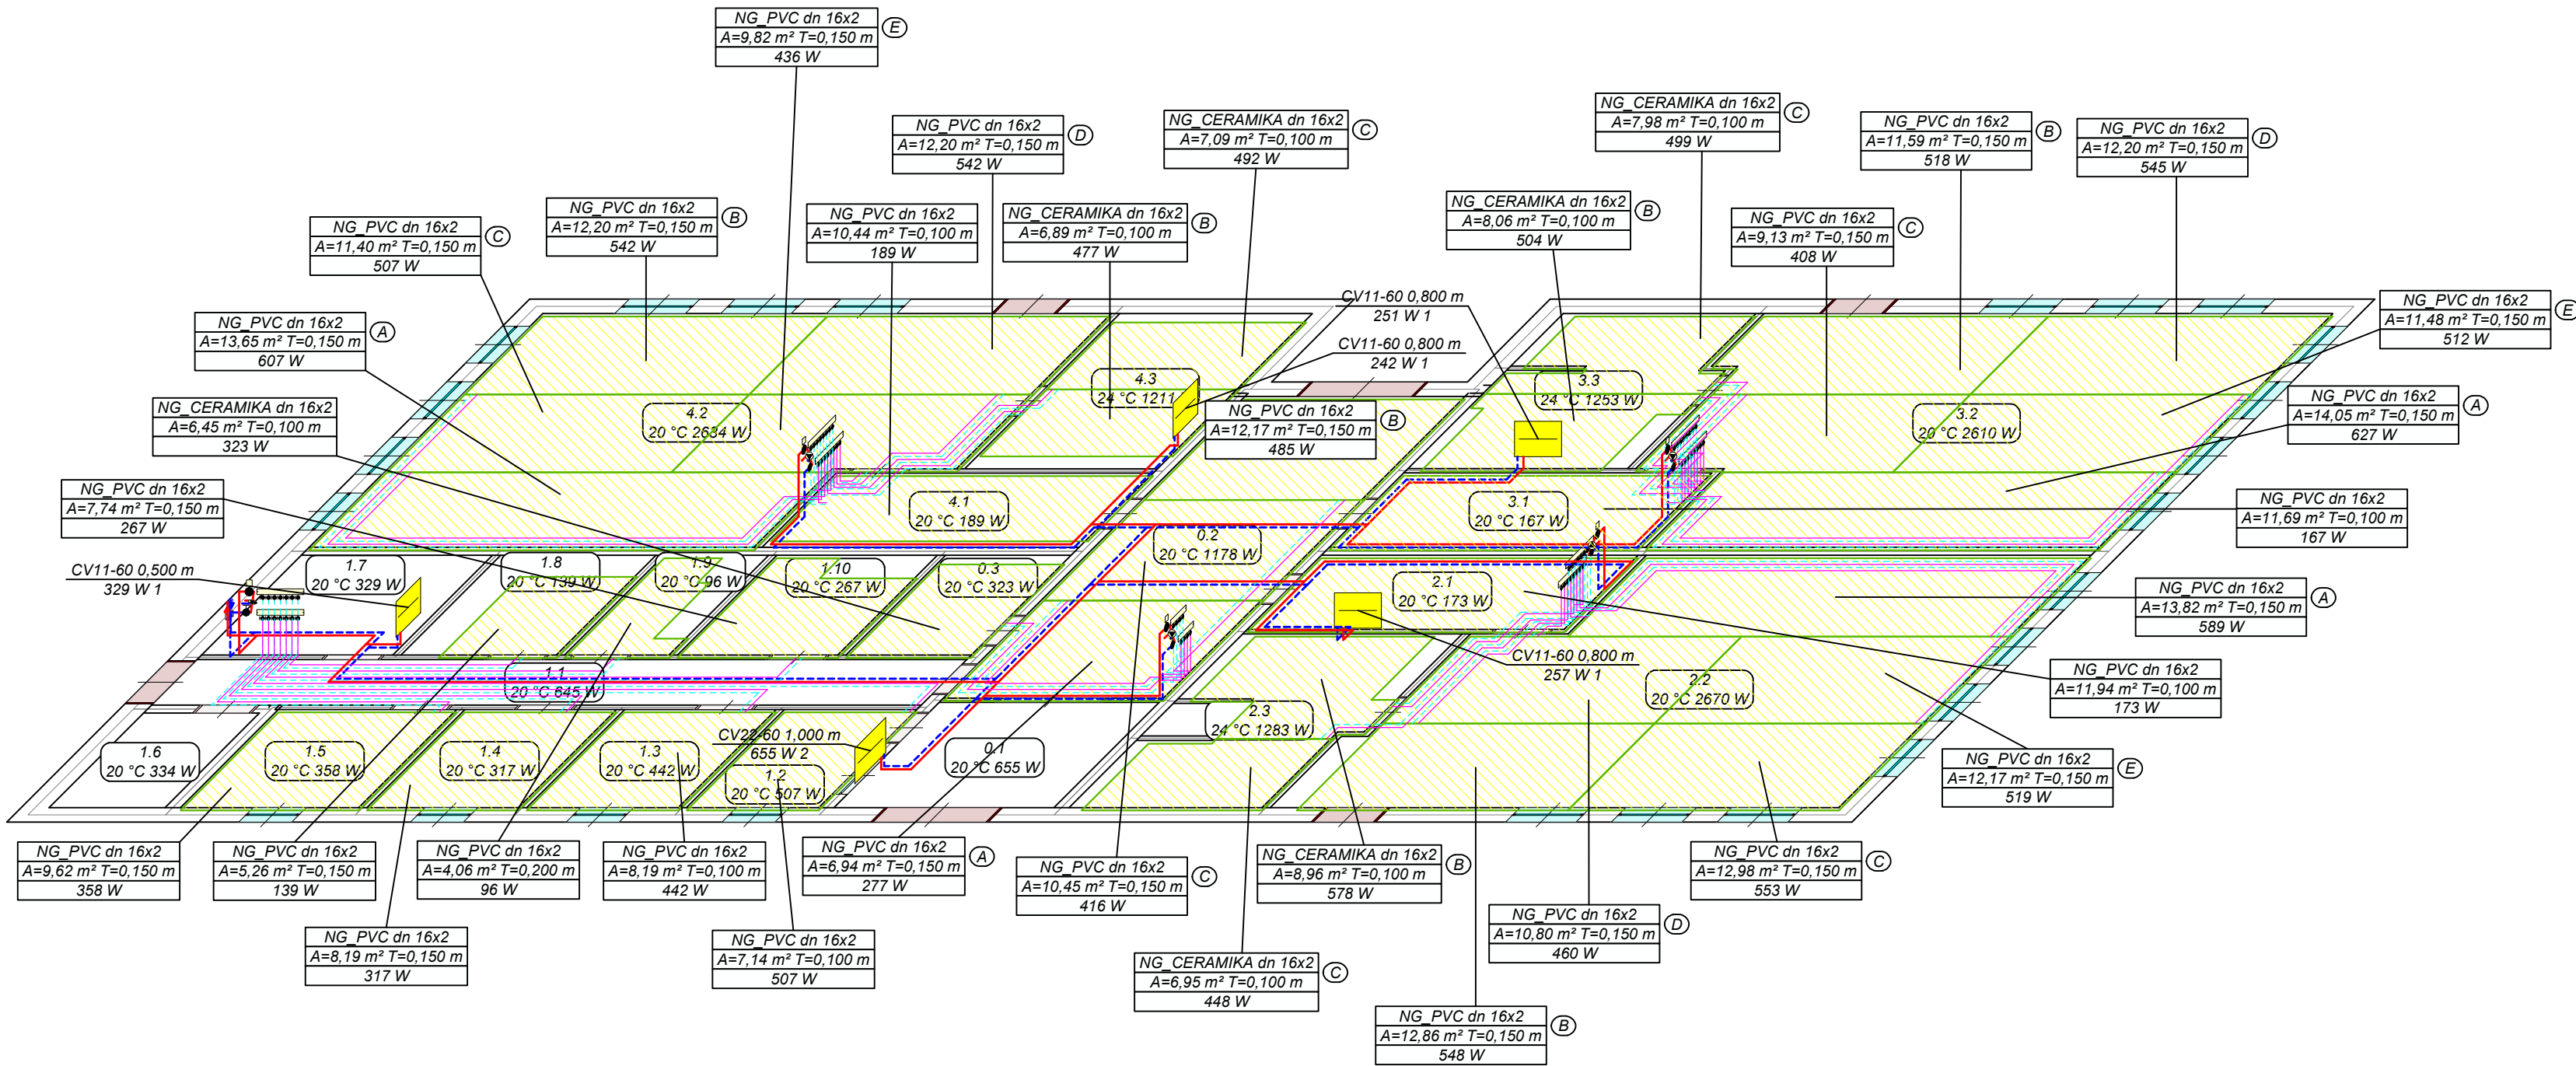 NG_PVC dn 16x2
A=9,82 m² T=0,150 m
436 W
E
NG_PVC dn 16x2
A=12,20 m² T=0,150 m
542 W
D
NG_CERAMIKA dn 16x2
A=7,09 m² T=0,100 m
492 W
C
NG_CERAMIKA dn 16x2
A=7,98 m² T=0,100 m
499 W
C
NG_PVC dn 16x2
A=11,59 m² T=0,150 m
518 W
B
NG_PVC dn 16x2
A=12,20 m² T=0,150 m
545 W
D
NG_PVC dn 16x2
A=11,40 m² T=0,150 m
507 W
C
NG_PVC dn 16x2
A=12,20 m² T=0,150 m
542 W
B
NG_PVC dn 16x2
A=10,44 m² T=0,100 m
189 W
NG_CERAMIKA dn 16x2
A=6,89 m² T=0,100 m
477 W
B
NG_CERAMIKA dn 16x2
A=8,06 m² T=0,100 m
504 W
B
NG_PVC dn 16x2
A=9,13 m² T=0,150 m
408 W
C
NG_PVC dn 16x2
A=13,65 m² T=0,150 m
607 W
A
CV11-60 0,800 m
251 W 1
CV11-60 0,800 m
242 W 1
NG_PVC dn 16x2
A=11,48 m² T=0,150 m
512 W
E
NG_CERAMIKA dn 16x2
A=6,45 m² T=0,100 m
323 W
4.2
20 °C 2634 W
4.3
24 °C 1211
NG_PVC dn 16x2
A=12,17 m² T=0,150 m
485 W
B
3.3
24 °C 1253 W
3.2
20 °C 2610 W
NG_PVC dn 16x2
A=14,05 m² T=0,150 m
627 W
A
NG_PVC dn 16x2
A=7,74 m² T=0,150 m
267 W
4.1
20 °C 189 W
3.1
20 °C 167 W
NG_PVC dn 16x2
A=11,69 m² T=0,100 m
167 W
0.2
20 °C 1178 W
CV11-60 0,500 m
329 W 1
1.7
20 °C 329 W
1.8
20 °C 139 W
1.9
20 °C 96 W
1.10
20 °C 267 W
0.3
20 °C 323 W
2.1
20 °C 173 W
NG_PVC dn 16x2
A=13,82 m² T=0,150 m
589 W
A
1.1
20 °C 645 W
CV11-60 0,800 m
257 W 1
2.2
20 °C 2670 W
NG_PVC dn 16x2
A=11,94 m² T=0,100 m
173 W
1.6
20 °C 334 W
1.5
20 °C 358 W
1.4
20 °C 317 W
1.3
20 °C 442 W
CV22-60 1,000 m
655 W 2
1.2
20 °C 507 W
0.1
20 °C 655 W
2.3
24 °C 1283 W
NG_PVC dn 16x2
A=12,17 m² T=0,150 m
519 W
E
NG_PVC dn 16x2
A=9,62 m² T=0,150 m
358 W
NG_PVC dn 16x2
A=5,26 m² T=0,150 m
139 W
NG_PVC dn 16x2
A=4,06 m² T=0,200 m
96 W
NG_PVC dn 16x2
A=8,19 m² T=0,100 m
442 W
NG_PVC dn 16x2
A=6,94 m² T=0,150 m
277 W
A
NG_PVC dn 16x2
A=10,45 m² T=0,150 m
416 W
C
NG_CERAMIKA dn 16x2
A=8,96 m² T=0,100 m
578 W
B
NG_PVC dn 16x2
A=12,98 m² T=0,150 m
553 W
C
NG_PVC dn 16x2
A=8,19 m² T=0,150 m
317 W
NG_PVC dn 16x2
A=7,14 m² T=0,100 m
507 W
NG_CERAMIKA dn 16x2
A=6,95 m² T=0,100 m
448 W
C
NG_PVC dn 16x2
A=10,80 m² T=0,150 m
460 W
D
NG_PVC dn 16x2
A=12,86 m² T=0,150 m
548 W
B